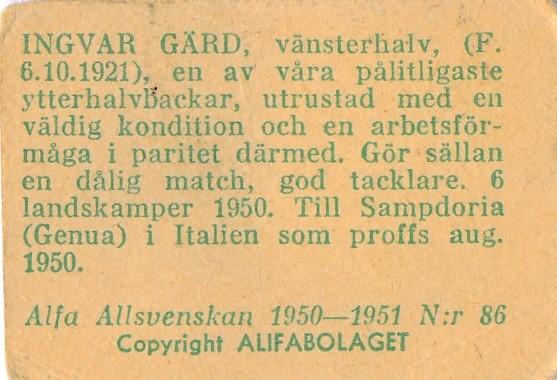 INGVAR GÄRD, vänsterhalv, (F.
6.10.1921), en av våra pålitligaste
ytterhalvbackar, utrustad med en
väldig kondition och en arbetsför-
måga i paritet därmed. Gör sällan
en dålig match, god tacklare. 6
landskamper 1950. Till Sampdoria
(Genua) i Italien som proffs aug.
1950.
Alfa Allsvenskan 1950—1951 N:r 86
Copyright ALIFABOLAGET